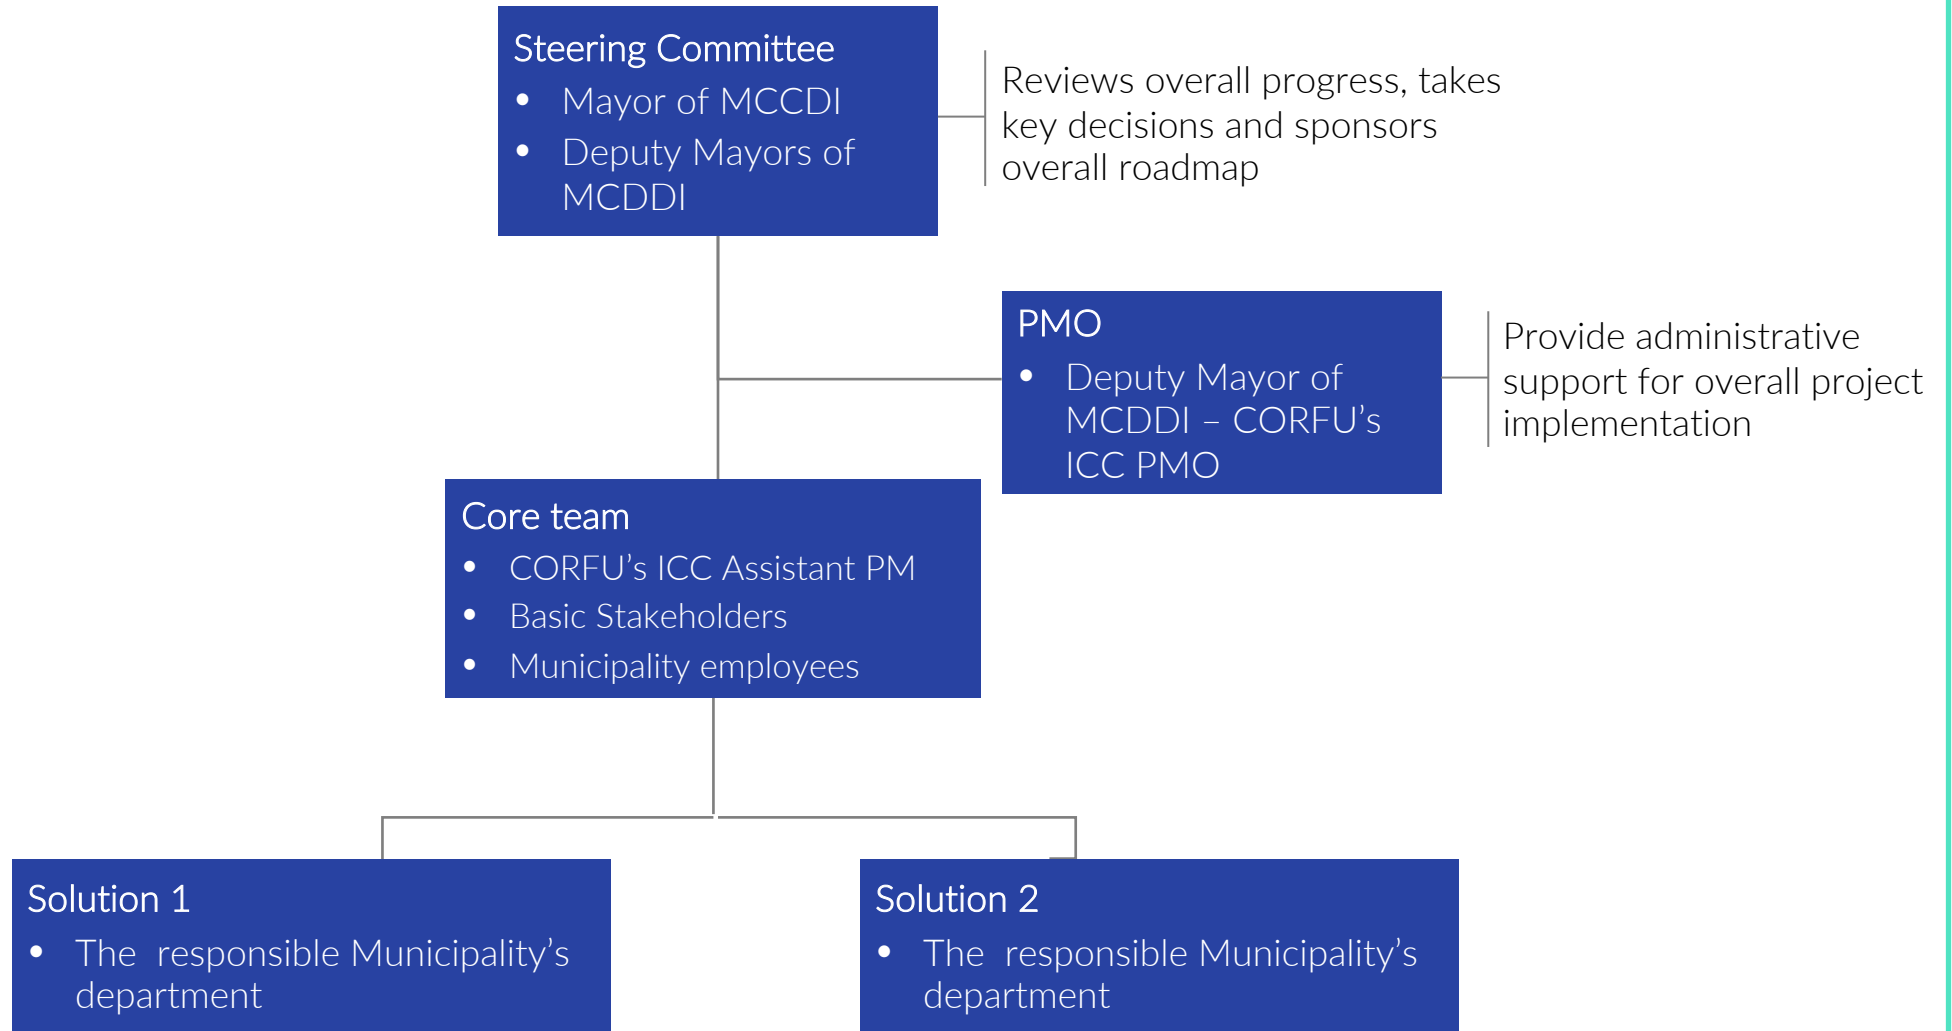 Steering Committee
• Mayor of MCCDI
• Deputy Mayors of
MCDDI
Reviews overall progress, takes
key decisions and sponsors
overall roadmap
PMO
• Deputy Mayor of
MCDDI – CORFU’s
ICC PMO
Provide administrative
support for overall project
implementation
Core team
• CORFU’s ICC Assistant PM
• Basic Stakeholders
• Municipality employees
Solution 1
• The responsible Municipality’s
department
Solution 2
• The responsible Municipality’s
department